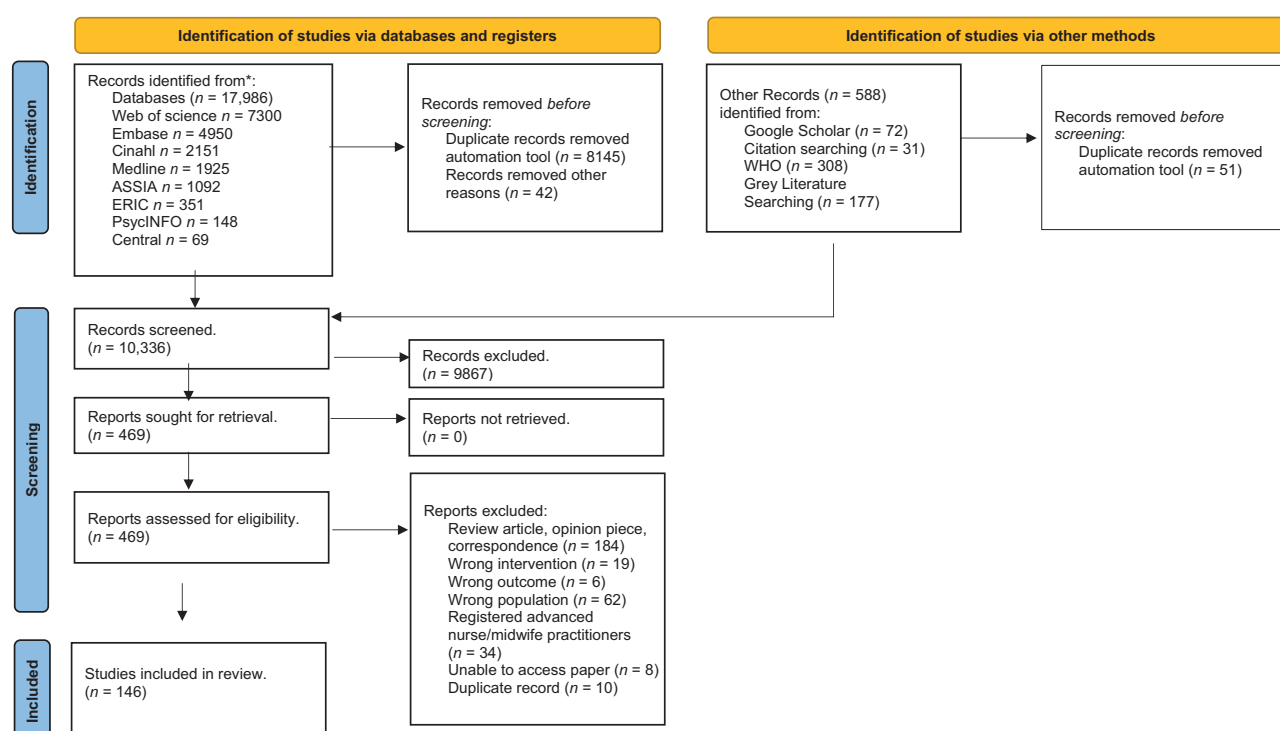 Identification of studies via databases and registers
Identification of studies via other methods
Identification
Records identified from*:
Databases (n = 17,986)
Web of science n = 7300
Embase n = 4950
Cinahl n = 2151
Medline n = 1925
ASSIA n = 1092
ERIC n = 351
PsycINFO n = 148
Central n = 69
Records removed before
screening:
Duplicate records removed
automation tool n = 8145)
Records removed other
reasons (n = 42)
Other Records (n = 588)
identified from:
Google Scholar (n = 72)
Citation searching (n = 31)
WHO (n = 308)
Grey Literature
Searching (n = 177)
Records removed before
screening:
Duplicate records removed
automation tool (n = 51)
Screening
Records screened.
(n = 10,336)
Records excluded.
(n = 9867)
Reports sought for retrieval.
(n = 469)
Reports not retrieved.
(n = 0)
Reports assessed for eligibility.
(n = 469)
Reports excluded:
Review article, opinion piece,
correspondence (n = 184)
Wrong intervention (n = 19)
Wrong outcome (n = 6)
Wrong population (n = 62)
Registered advanced
nurse/midwife practitioners
(n = 34)
Unable to access paper (n = 8)
Duplicate record (n = 10)
Included
Studies included in review.
(n = 146)